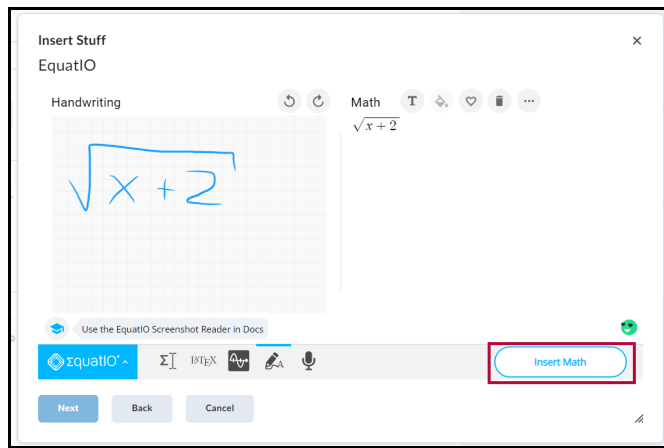 Insert Stuff
EquatIO
Handwriting
Math T
√x + 2
√x + 2
Use the EquatIO Screenshot Reader in Docs
ΣquatIO
Σ LATEX
Insert Math
Next Back Cancel